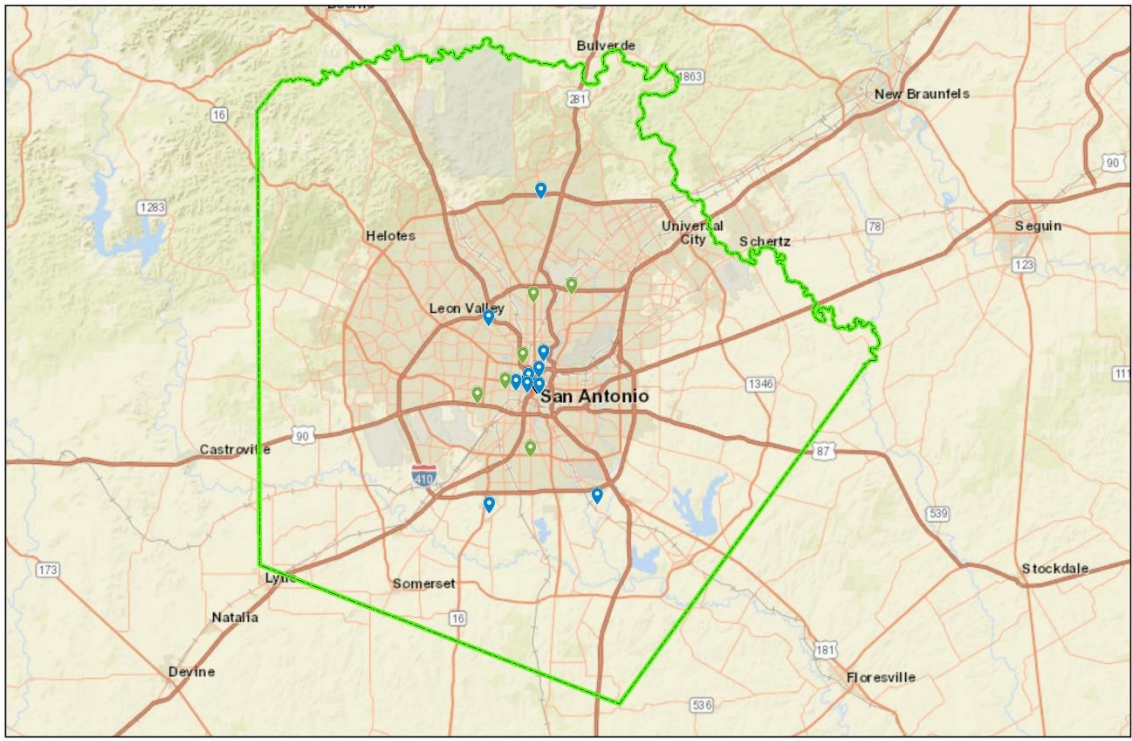 Bulverde
1863
281
New Braunfels
16
90
1283
Universal
City
Seguin
78
Helotes
Schertz
123
Leon Valley
1346
San Antonio
90
Castroville
87
410
539
173
Stockdale
Somerset
Natalia
16
181
Devine
Floresville
536